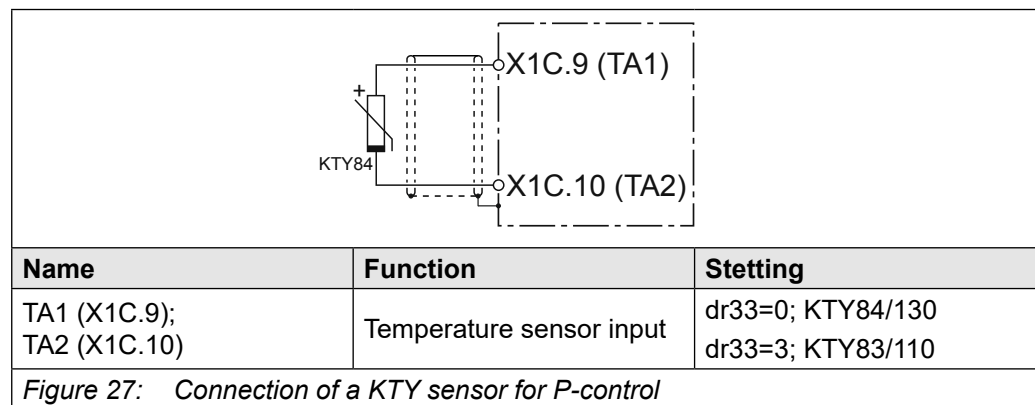 X1C.9 (TA1)
+
KTY84
X1C.10 (TA2)
Name Function Stetting
TA1 (X1C.9);
TA2 (X1C.10)
Temperature sensor input
dr33=0; KTY84/130
dr33=3; KTY83/110
Figure 27: Connection of a KTY sensor for P-control